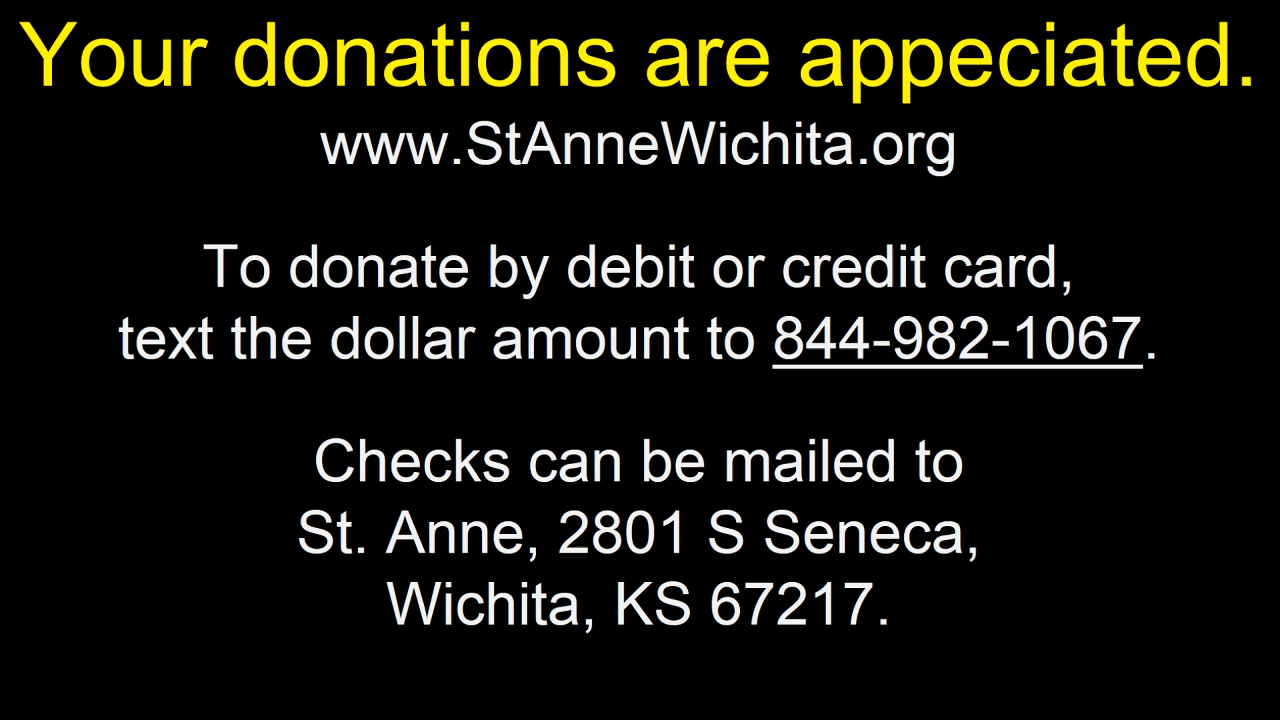 Your donations are appeciated.
www.StAnneWichita.org
To donate by debit or credit card,
text the dollar amount to 844-982-1067.
Checks can be mailed to
St. Anne, 2801 S Seneca,
Wichita, KS 67217.